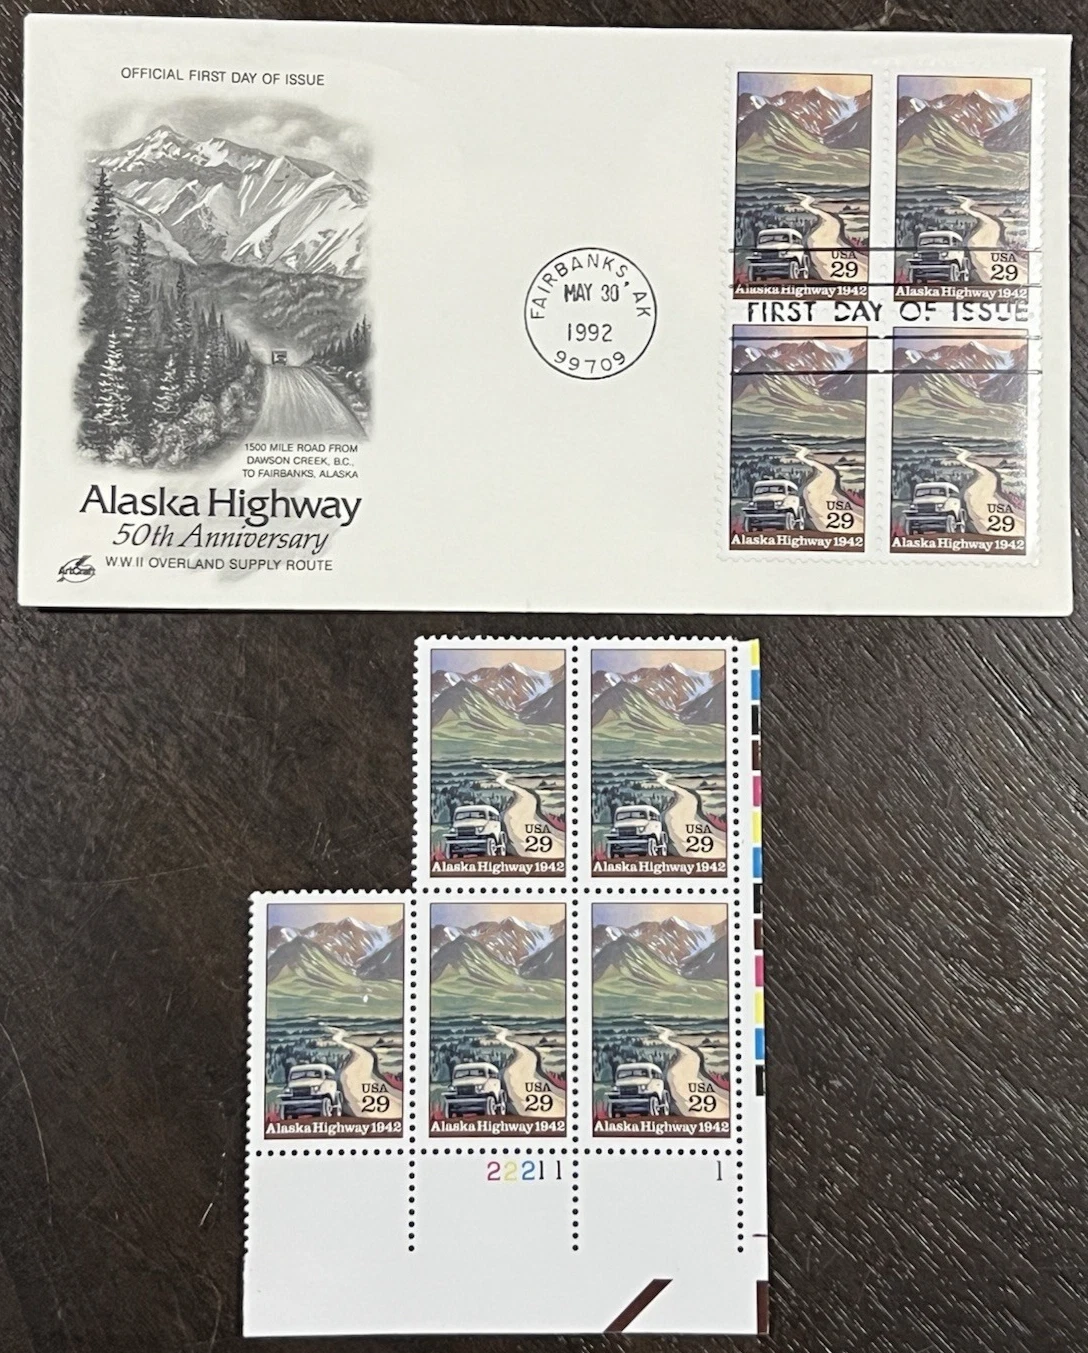 OFFICIAL FIRST DAY OF ISSUE
1500 MILE ROAD FROM
DAWSON CREEK, B.C.,
TO FAIRBANKS, ALASKA
Alaska Highway
50th Anniversary
W.W.II OVERLAND SUPPLY ROUTE
ArtCraft
FAIRBANKS, AK
MAY 30
1992
99709
USA
29
Alaska Highway 1942
USA
29
Alaska Highway 1942
FIRST DAY OF ISSUE
USA
29
Alaska Highway 1942
USA
29
Alaska Highway 1942
USA
29
Alaska Highway 1942
USA
29
Alaska Highway 1942
USA
29
Alaska Highway 1942
USA
29
Alaska Highway 1942
USA
29
Alaska Highway 1942
22211
1